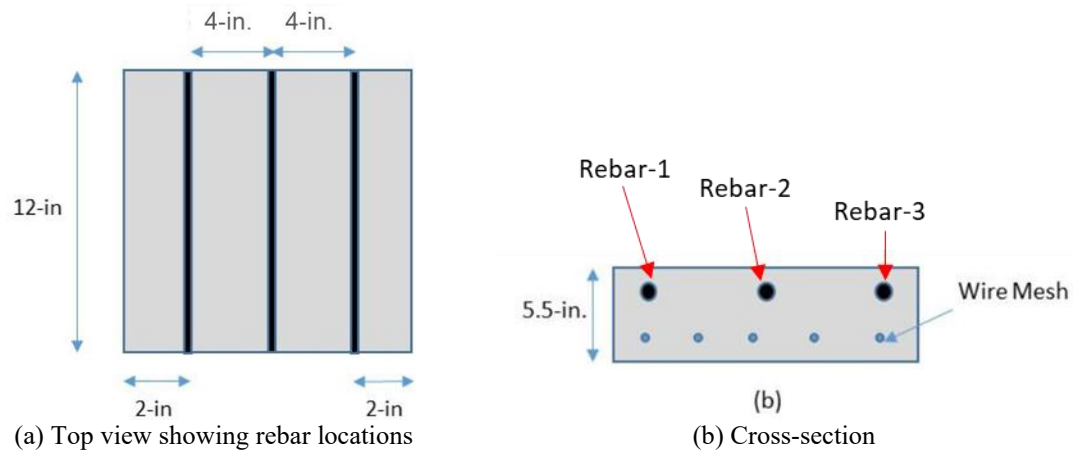 4-in. 4-in.
12-in
2-in 2-in
(a) Top view showing rebar locations
Rebar-1
Rebar-2
Rebar-3
Wire Mesh
5.5-in.
(b)
(b) Cross-section